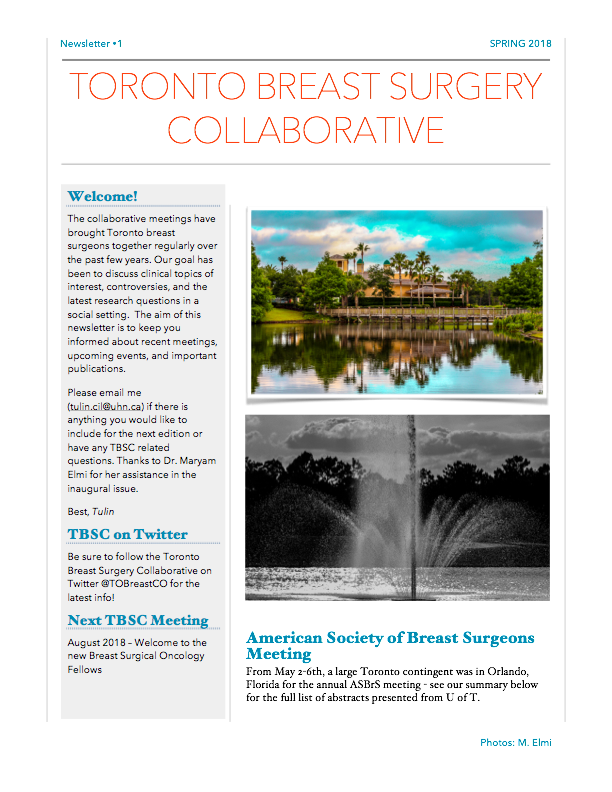 Newsletter •1
SPRING 2018
TORONTO BREAST SURGERY
COLLABORATIVE
Welcome!
The collaborative meetings have
brought Toronto breast
surgeons together regularly over
the past few years. Our goal has
been to discuss clinical topics of
interest, controversies, and the
latest research questions in a
social setting.  The aim of this
newsletter is to keep you
informed about recent meetings,
upcoming events, and important
publications.
Please email me
(tulin.cil@uhn.ca) if there is
anything you would like to
include for the next edition or
have any TBSC related
questions. Thanks to Dr. Maryam
Elmi for her assistance in the
inaugural issue.
Best, Tulin
TBSC on Twitter
Be sure to follow the Toronto
Breast Surgery Collaborative on
Twitter @TOBreastCO for the
latest info!
Next TBSC Meeting
August 2018 – Welcome to the
new Breast Surgical Oncology
Fellows
American Society of Breast Surgeons
Meeting
From May 2-6th, a large Toronto contingent was in Orlando,
Florida for the annual ASBrS meeting - see our summary below
for the full list of abstracts presented from U of T.
Photos: M. Elmi